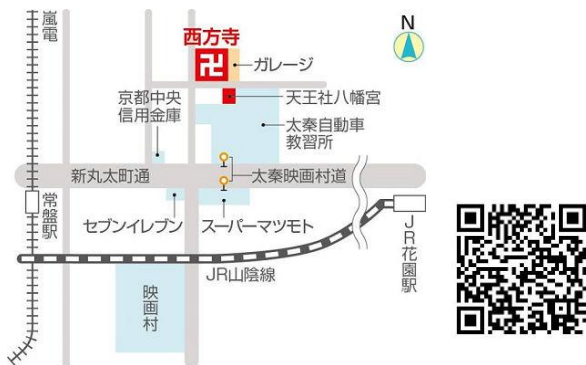 嵐電
西方寺
卍
ガレージ
N
京都中央
信用金庫
天王社八幡宮
太秦自動車
教習所
新丸太町通
太秦映画村道
常盤駅
セブンイレブン
スーパーマツモト
JR花園駅
JR山陰線
映画村